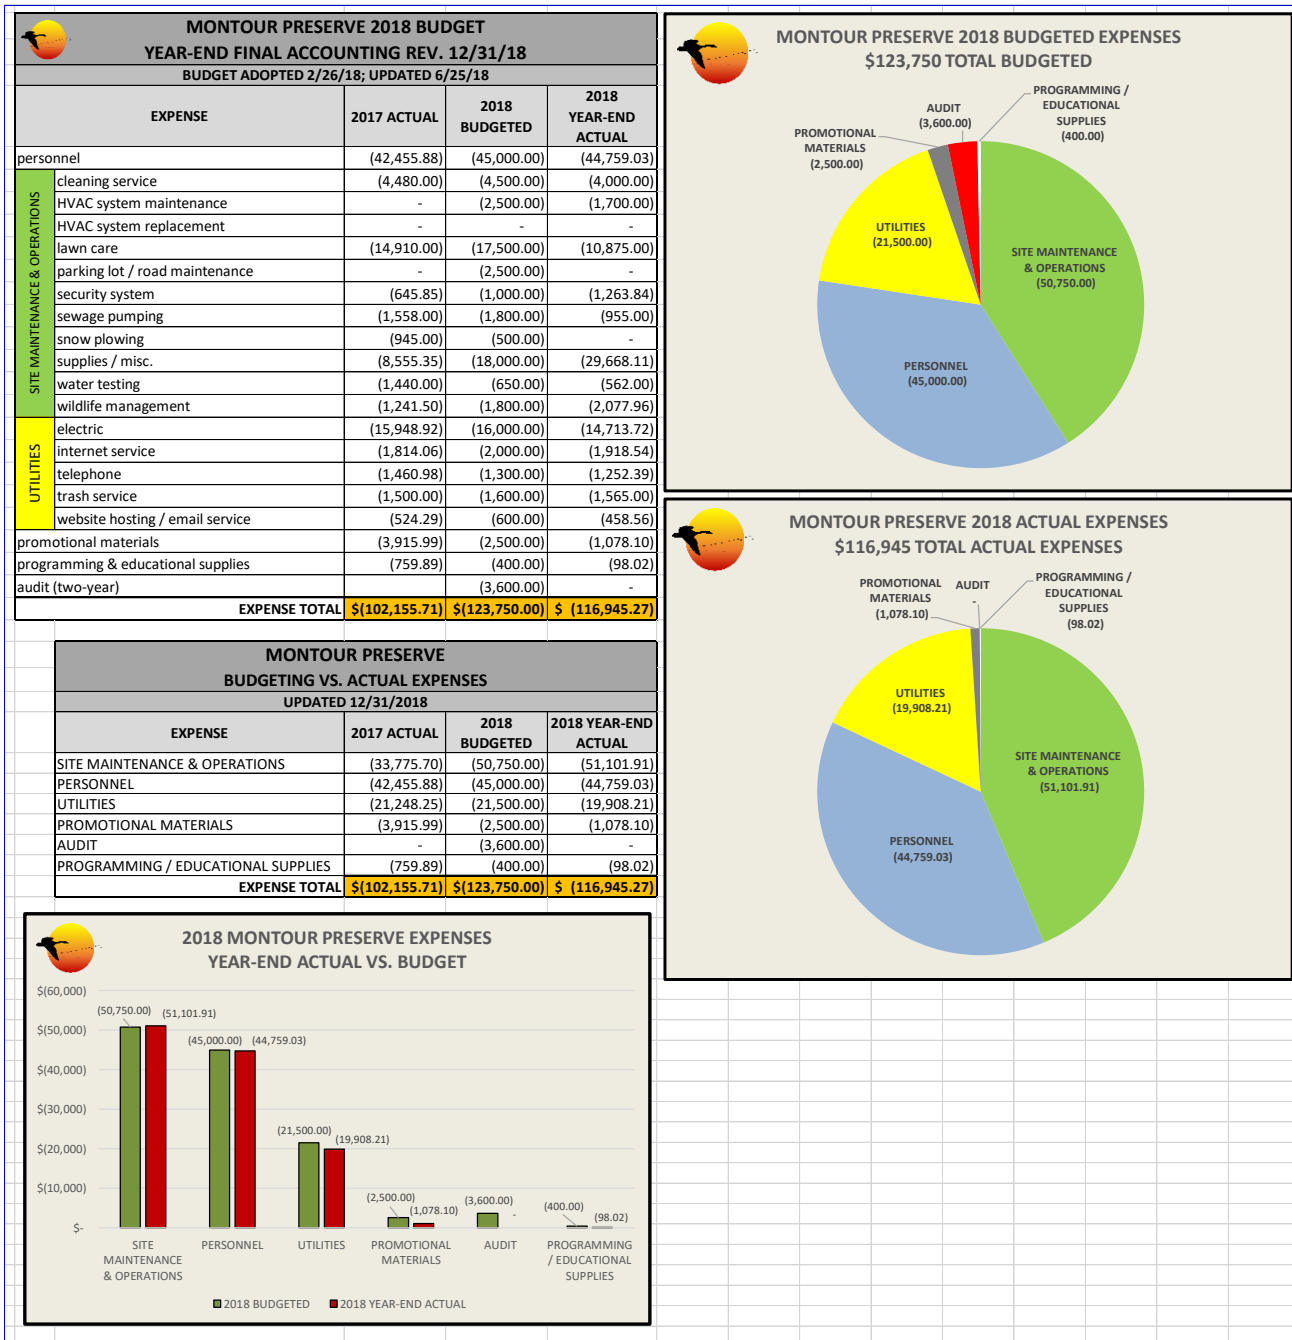 MONTOUR PRESERVE 2018 BUDGET
YEAR-END FINAL ACCOUNTING REV. 12/31/18
BUDGET ADOPTED 2/26/18; UPDATED 6/25/18
EXPENSE 2017 ACTUAL 2018 BUDGETED 2018 YEAR-END ACTUAL
personnel (42,455.88) (45,000.00) (44,759.03)
SITE MAINTENANCE & OPERATIONS
cleaning service (4,480.00) (4,500.00) (4,000.00)
HVAC system maintenance - (2,500.00) (1,700.00)
HVAC system replacement - - -
lawn care (14,910.00) (17,500.00) (10,875.00)
parking lot / road maintenance - (2,500.00) -
security system (645.85) (1,000.00) (1,263.84)
sewage pumping (1,558.00) (1,800.00) (955.00)
snow plowing (945.00) (500.00) -
supplies / misc. (8,555.35) (18,000.00) (29,668.11)
water testing (1,440.00) (650.00) (562.00)
wildlife management (1,241.50) (1,800.00) (2,077.96)
UTILITIES
electric (15,948.92) (16,000.00) (14,713.72)
internet service (1,814.06) (2,000.00) (1,918.54)
telephone (1,460.98) (1,300.00) (1,252.39)
trash service (1,500.00) (1,600.00) (1,565.00)
website hosting / email service (524.29) (600.00) (458.56)
promotional materials (3,915.99) (2,500.00) (1,078.10)
programming & educational supplies (759.89) (400.00) (98.02)
audit (two-year) (3,600.00) -
EXPENSE TOTAL $(102,155.71) $(123,750.00) $ (116,945.27)
MONTOUR PRESERVE
BUDGETING VS. ACTUAL EXPENSES
UPDATED 12/31/2018
EXPENSE 2017 ACTUAL 2018 BUDGETED 2018 YEAR-END ACTUAL
SITE MAINTENANCE & OPERATIONS (33,775.70) (50,750.00) (51,101.91)
PERSONNEL (42,455.88) (45,000.00) (44,759.03)
UTILITIES (21,248.25) (21,500.00) (19,908.21)
PROMOTIONAL MATERIALS (3,915.99) (2,500.00) (1,078.10)
AUDIT - (3,600.00) -
PROGRAMMING / EDUCATIONAL SUPPLIES (759.89) (400.00) (98.02)
EXPENSE TOTAL $(102,155.71) $(123,750.00) $ (116,945.27)
2018 MONTOUR PRESERVE EXPENSES
YEAR-END ACTUAL VS. BUDGET
$(60,000)
$(50,000)
$(40,000)
$(30,000)
$(20,000)
$(10,000)
$-
(50,750.00) (51,101.91)
(45,000.00) (44,759.03)
(21,500.00) (19,908.21)
(2,500.00) (1,078.10)
(3,600.00) -
(400.00) (98.02)
SITE
MAINTENANCE
& OPERATIONS
PERSONNEL
UTILITIES
PROMOTIONAL
MATERIALS
AUDIT
PROGRAMMING
/ EDUCATIONAL
SUPPLIES
2018 BUDGETED 2018 YEAR-END ACTUAL
MONTOUR PRESERVE 2018 BUDGETED EXPENSES
$123,750 TOTAL BUDGETED
PROGRAMMING /
EDUCATIONAL
SUPPLIES
(400.00)
AUDIT
(3,600.00)
PROMOTIONAL
MATERIALS
(2,500.00)
UTILITIES
(21,500.00)
SITE MAINTENANCE
& OPERATIONS
(50,750.00)
PERSONNEL
(45,000.00)
MONTOUR PRESERVE 2018 ACTUAL EXPENSES
$116,945 TOTAL ACTUAL EXPENSES
PROMOTIONAL
MATERIALS
(1,078.10)
AUDIT
-
PROGRAMMING /
EDUCATIONAL
SUPPLIES
(98.02)
UTILITIES
(19,908.21)
SITE MAINTENANCE
& OPERATIONS
(51,101.91)
PERSONNEL
(44,759.03)